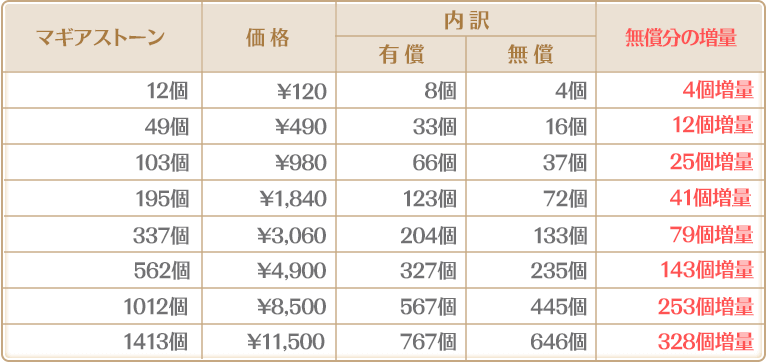 マギアストーン 価格 内訳 無償分の増量
有償 無償
12個 ¥120 8個 4個 4個増量
49個 ¥490 33個 16個 12個増量
103個 ¥980 66個 37個 25個増量
195個 ¥1,840 123個 72個 41個増量
337個 ¥3,060 204個 133個 79個増量
562個 ¥4,900 327個 235個 143個増量
1012個 ¥8,500 567個 445個 253個増量
1413個 ¥11,500 767個 646個 328個増量